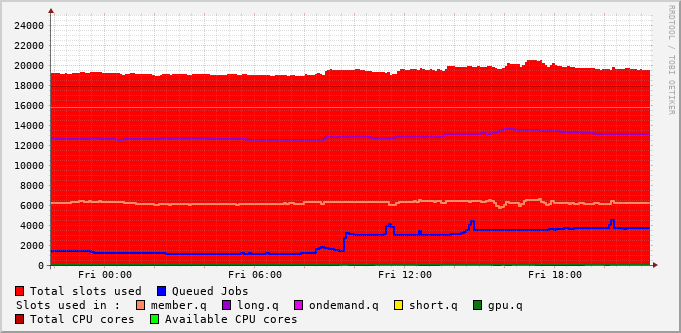 RRDTOOL / TOBI OETIKER
24000
22000
20000
18000
16000
14000
12000
10000
8000
6000
4000
2000
0
Fri 00:00 Fri 06:00 Fri 12:00 Fri 18:00
Total slots used Queued Jobs
Slots used in : member.q long.q ondemand.q short.q gpu.q
Total CPU cores Available CPU cores